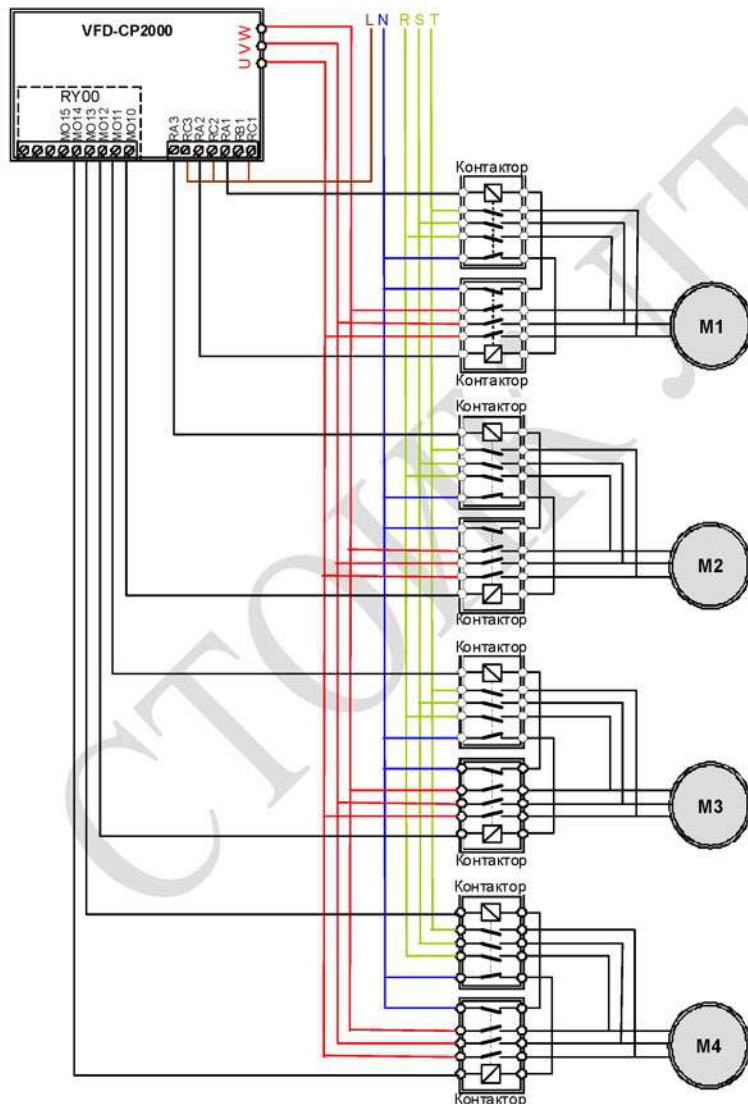 VFD-CP2000
U V W
L N R S T
RY00
MO15
MO14
MO13
MO12
MO11
MO10
RA3
RC3
RA2
RC2
RA1
RB1
RC1
Контактор
M1
Контактор
Контактор
M2
Контактор
Контактор
M3
Контактор
Контактор
M4
Контактор